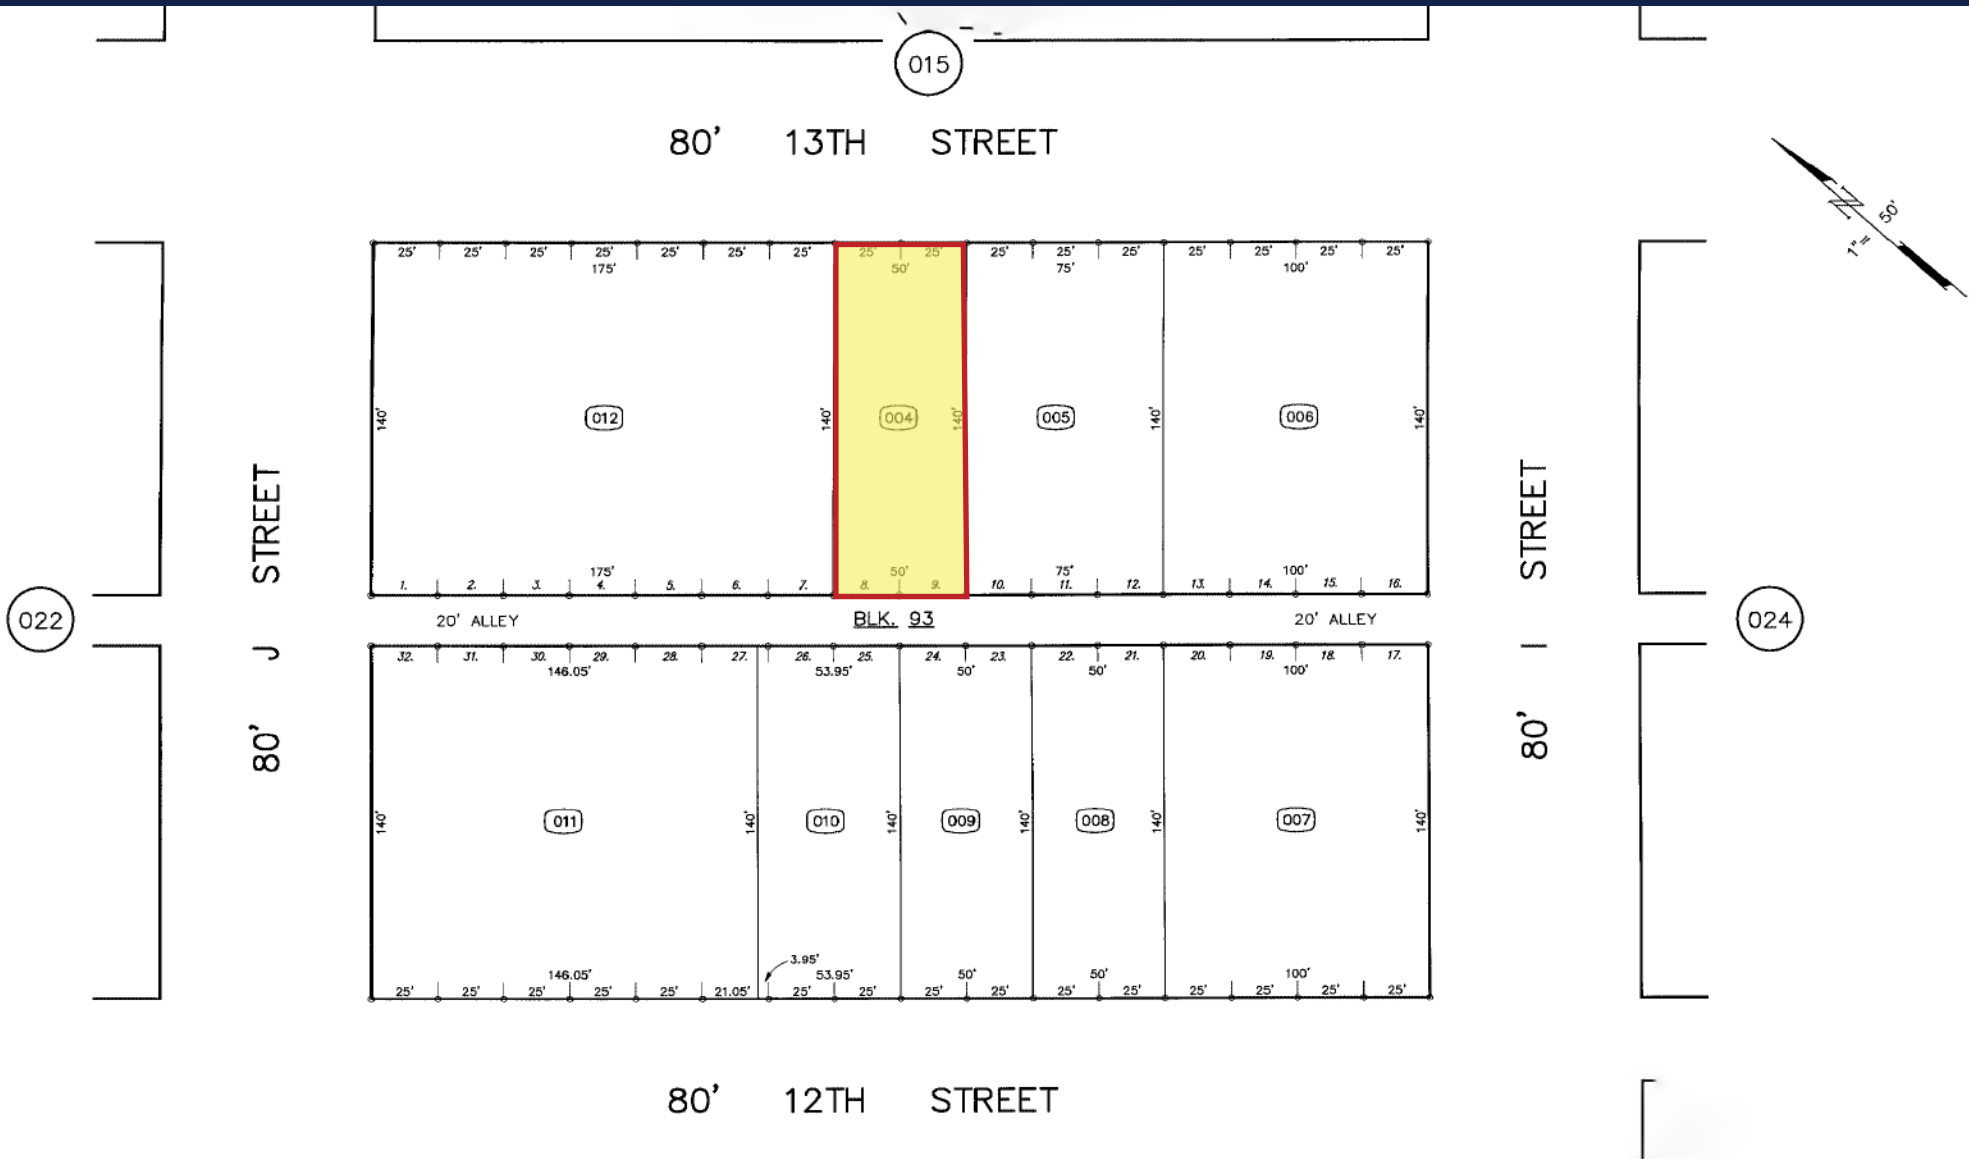 015
80' 13TH STREET
50'
1"=
25' 25' 25' 25' 25' 25' 25' 25' 25' 25' 25' 25' 25' 25' 25' 25'
175' 50' 75' 100'
140' 012 140' 004 140' 005 140' 006 140'
175' 50' 75' 100'
1. 2. 3. 4. 5. 6. 7. 8. 9. 10. 11. 12. 13. 14. 15. 16.
J STREET
80'
I STREET
80'
022
20' ALLEY BLK. 93 20' ALLEY
024
32. 31. 30. 29. 28. 27. 26. 25. 24. 23. 22. 21. 20. 19. 18. 17.
146.05' 53.95' 50' 50' 100'
140' 011 140' 010 140' 009 140' 008 140' 007 140'
3.95'
146.05' 53.95' 50' 50' 100'
25' 25' 25' 25' 25' 21.05' 25' 25' 25' 25' 25' 25' 25' 25' 25' 25'
80' 12TH STREET
N